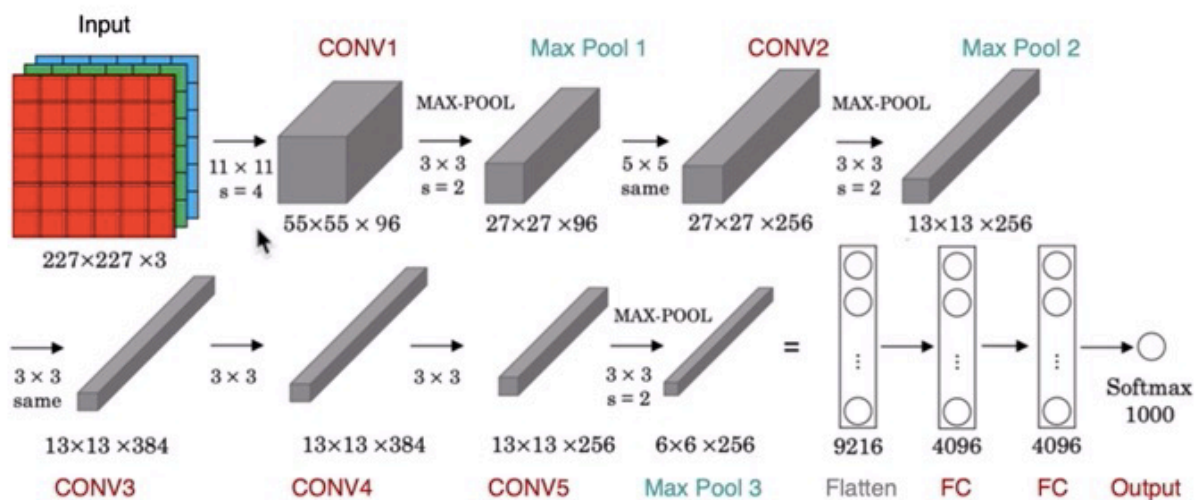 Input
CONV1
Max Pool 1
CONV2
Max Pool 2
MAX-POOL
MAX-POOL
11 × 11
s = 4
3 × 3
s = 2
5 × 5
same
3 × 3
s = 2
227×227 ×3
55×55 × 96
27×27 ×96
27×27 ×256
13×13 ×256
MAX-POOL
=
3 × 3
same
3 × 3
3 × 3
3 × 3
s = 2
...
...
...
Softmax
1000
13×13 ×384
13×13 ×384
13×13 ×256
6×6 ×256
9216
4096
4096
CONV3
CONV4
CONV5
Max Pool 3
Flatten
FC
FC
Output